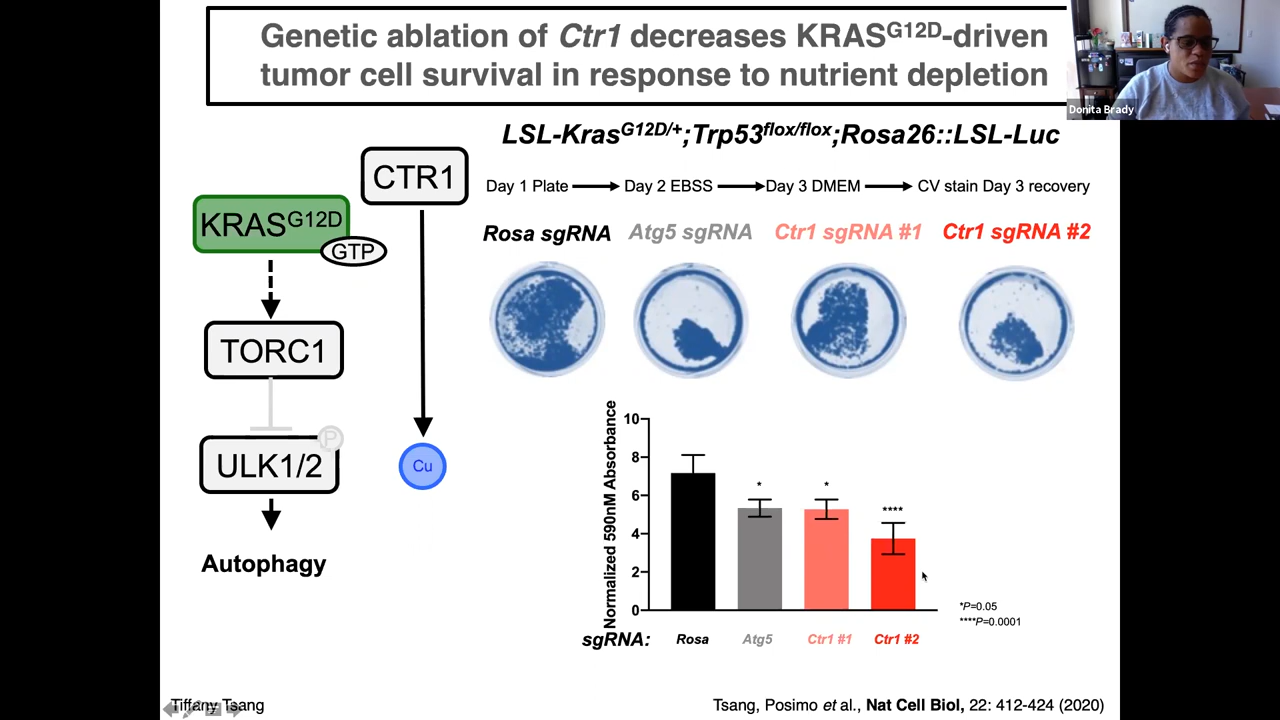 Genetic ablation of Ctr1 decreases KRASG12D-driven
tumor cell survival in response to nutrient depletion
Donita Brady
LSL-KrasG12D/+;Trp53flox/flox;Rosa26::LSL-Luc
CTR1
Day 1 Plate Day 2 EBSS Day 3 DMEM CV stain Day 3 recovery
KRASG12D
GTP
Rosa sgRNA Atg5 sgRNA Ctr1 sgRNA #1 Ctr1 sgRNA #2
TORC1
P
ULK1/2
Cu
Autophagy
Normalized 590nM Absorbance
10
8
6
4
2
0
* * ****
sgRNA: Rosa Atg5 Ctr1 #1 Ctr1 #2
*P=0.05
****P=0.0001
Tiffany Tsang
Tsang, Posimo et al., Nat Cell Biol, 22: 412-424 (2020)